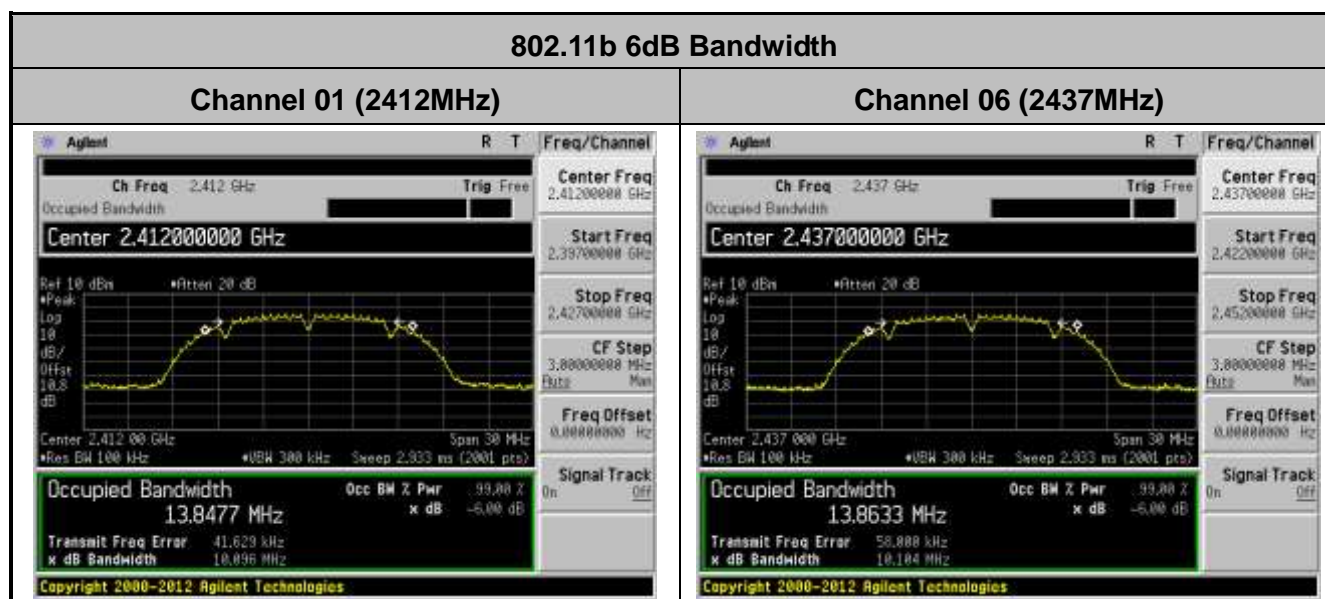 802.11b 6dB Bandwidth
Channel 01 (2412MHz)
Channel 06 (2437MHz)
Agilent R T Freq/Channel
Ch Freq 2.412 GHz Trig Free
Occupied Bandwidth
Center 2.412000000 GHz
Ref 10 dBm #Atten 20 dB
#Peak
Log
10
dB/
Offst
10.8
dB
Center 2.412 00 GHz Span 30 MHz
#Res BW 100 kHz #VBW 300 kHz Sweep 2.933 ms (2001 pts)
Occupied Bandwidth Occ BW % Pwr 99.00 %
13.8477 MHz x dB -6.00 dB
Transmit Freq Error 41.629 kHz
x dB Bandwidth 10.096 MHz
Copyright 2000-2012 Agilent Technologies
Center Freq
2.41200000 GHz
Start Freq
2.39700000 GHz
Stop Freq
2.42700000 GHz
CF Step
3.00000000 MHz
Auto Man
Freq Offset
0.00000000 Hz
Signal Track
On Off
Agilent R T Freq/Channel
Ch Freq 2.437 GHz Trig Free
Occupied Bandwidth
Center 2.437000000 GHz
Ref 10 dBm #Atten 20 dB
#Peak
Log
10
dB/
Offst
10.8
dB
Center 2.437 000 GHz Span 30 MHz
#Res BW 100 kHz #VBW 300 kHz Sweep 2.933 ms (2001 pts)
Occupied Bandwidth Occ BW % Pwr 99.00 %
13.8633 MHz x dB -6.00 dB
Transmit Freq Error
x dB Bandwidth 10.104 MHz
Copyright 2000-2012 Agilent Technologies
Center Freq
2.43700000 GHz
Start Freq
2.42200000 GHz
Stop Freq
2.45200000 GHz
CF Step
3.00000000 MHz
Auto Man
Freq Offset
0.00000000 Hz
Signal Track
On Off